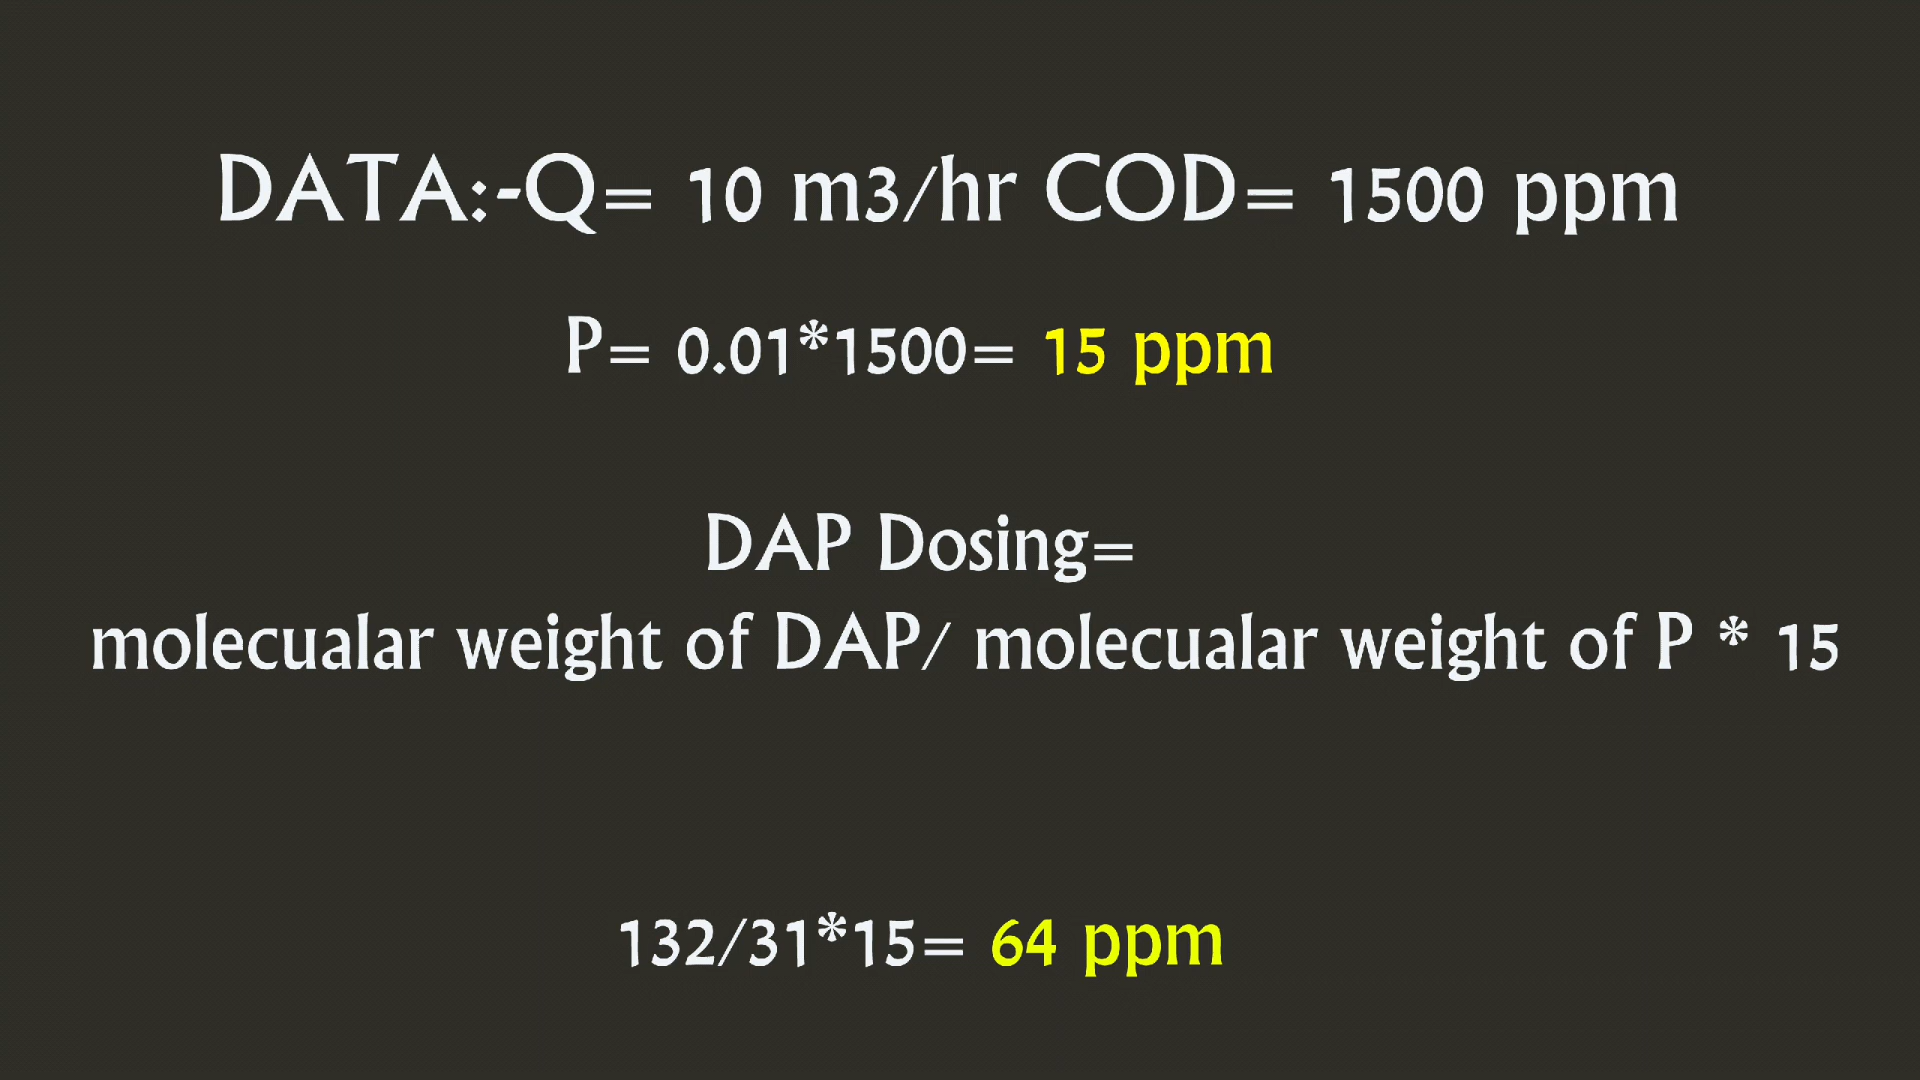 DATA:-Q= 10 m3/hr COD= 1500 ppm
P= 0.01*1500= 15 ppm
DAP Dosing=
molecualar weight of DAP/ molecualar weight of P * 15
132/31*15= 64 ppm